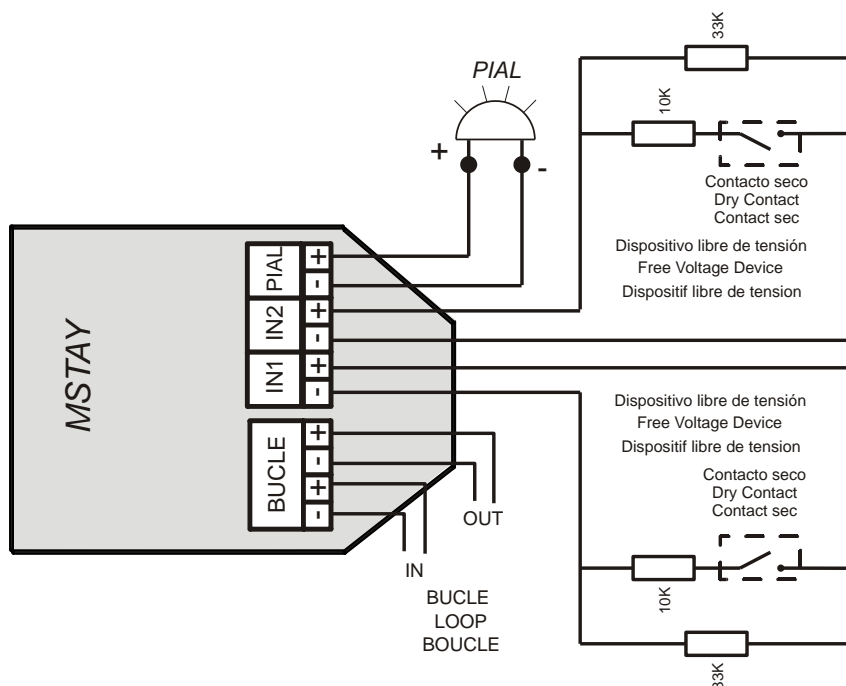 33K
PIAL
10K
+
-
Contacto seco
Dry Contact
Contact sec
Dispositivo libre de tensión
Free Voltage Device
Dispositif libre de tension
MSTAY
PIAL
+
-
IN2
+
-
IN1
+
-
BUCLE
+
-
+
-
OUT
IN
BUCLE
LOOP
BOUCLE
Dispositivo libre de tensión
Free Voltage Device
Dispositif libre de tension
Contacto seco
Dry Contact
Contact sec
10K
33K